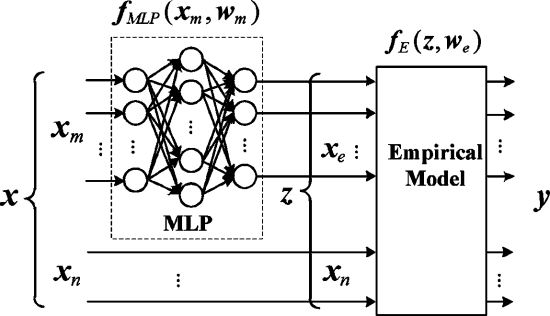 f_MLP(x_m, w_m)
f_E(z, w_e)
x
x_m
x_n
MLP
z
x_e
x_n
Empirical
Model
y